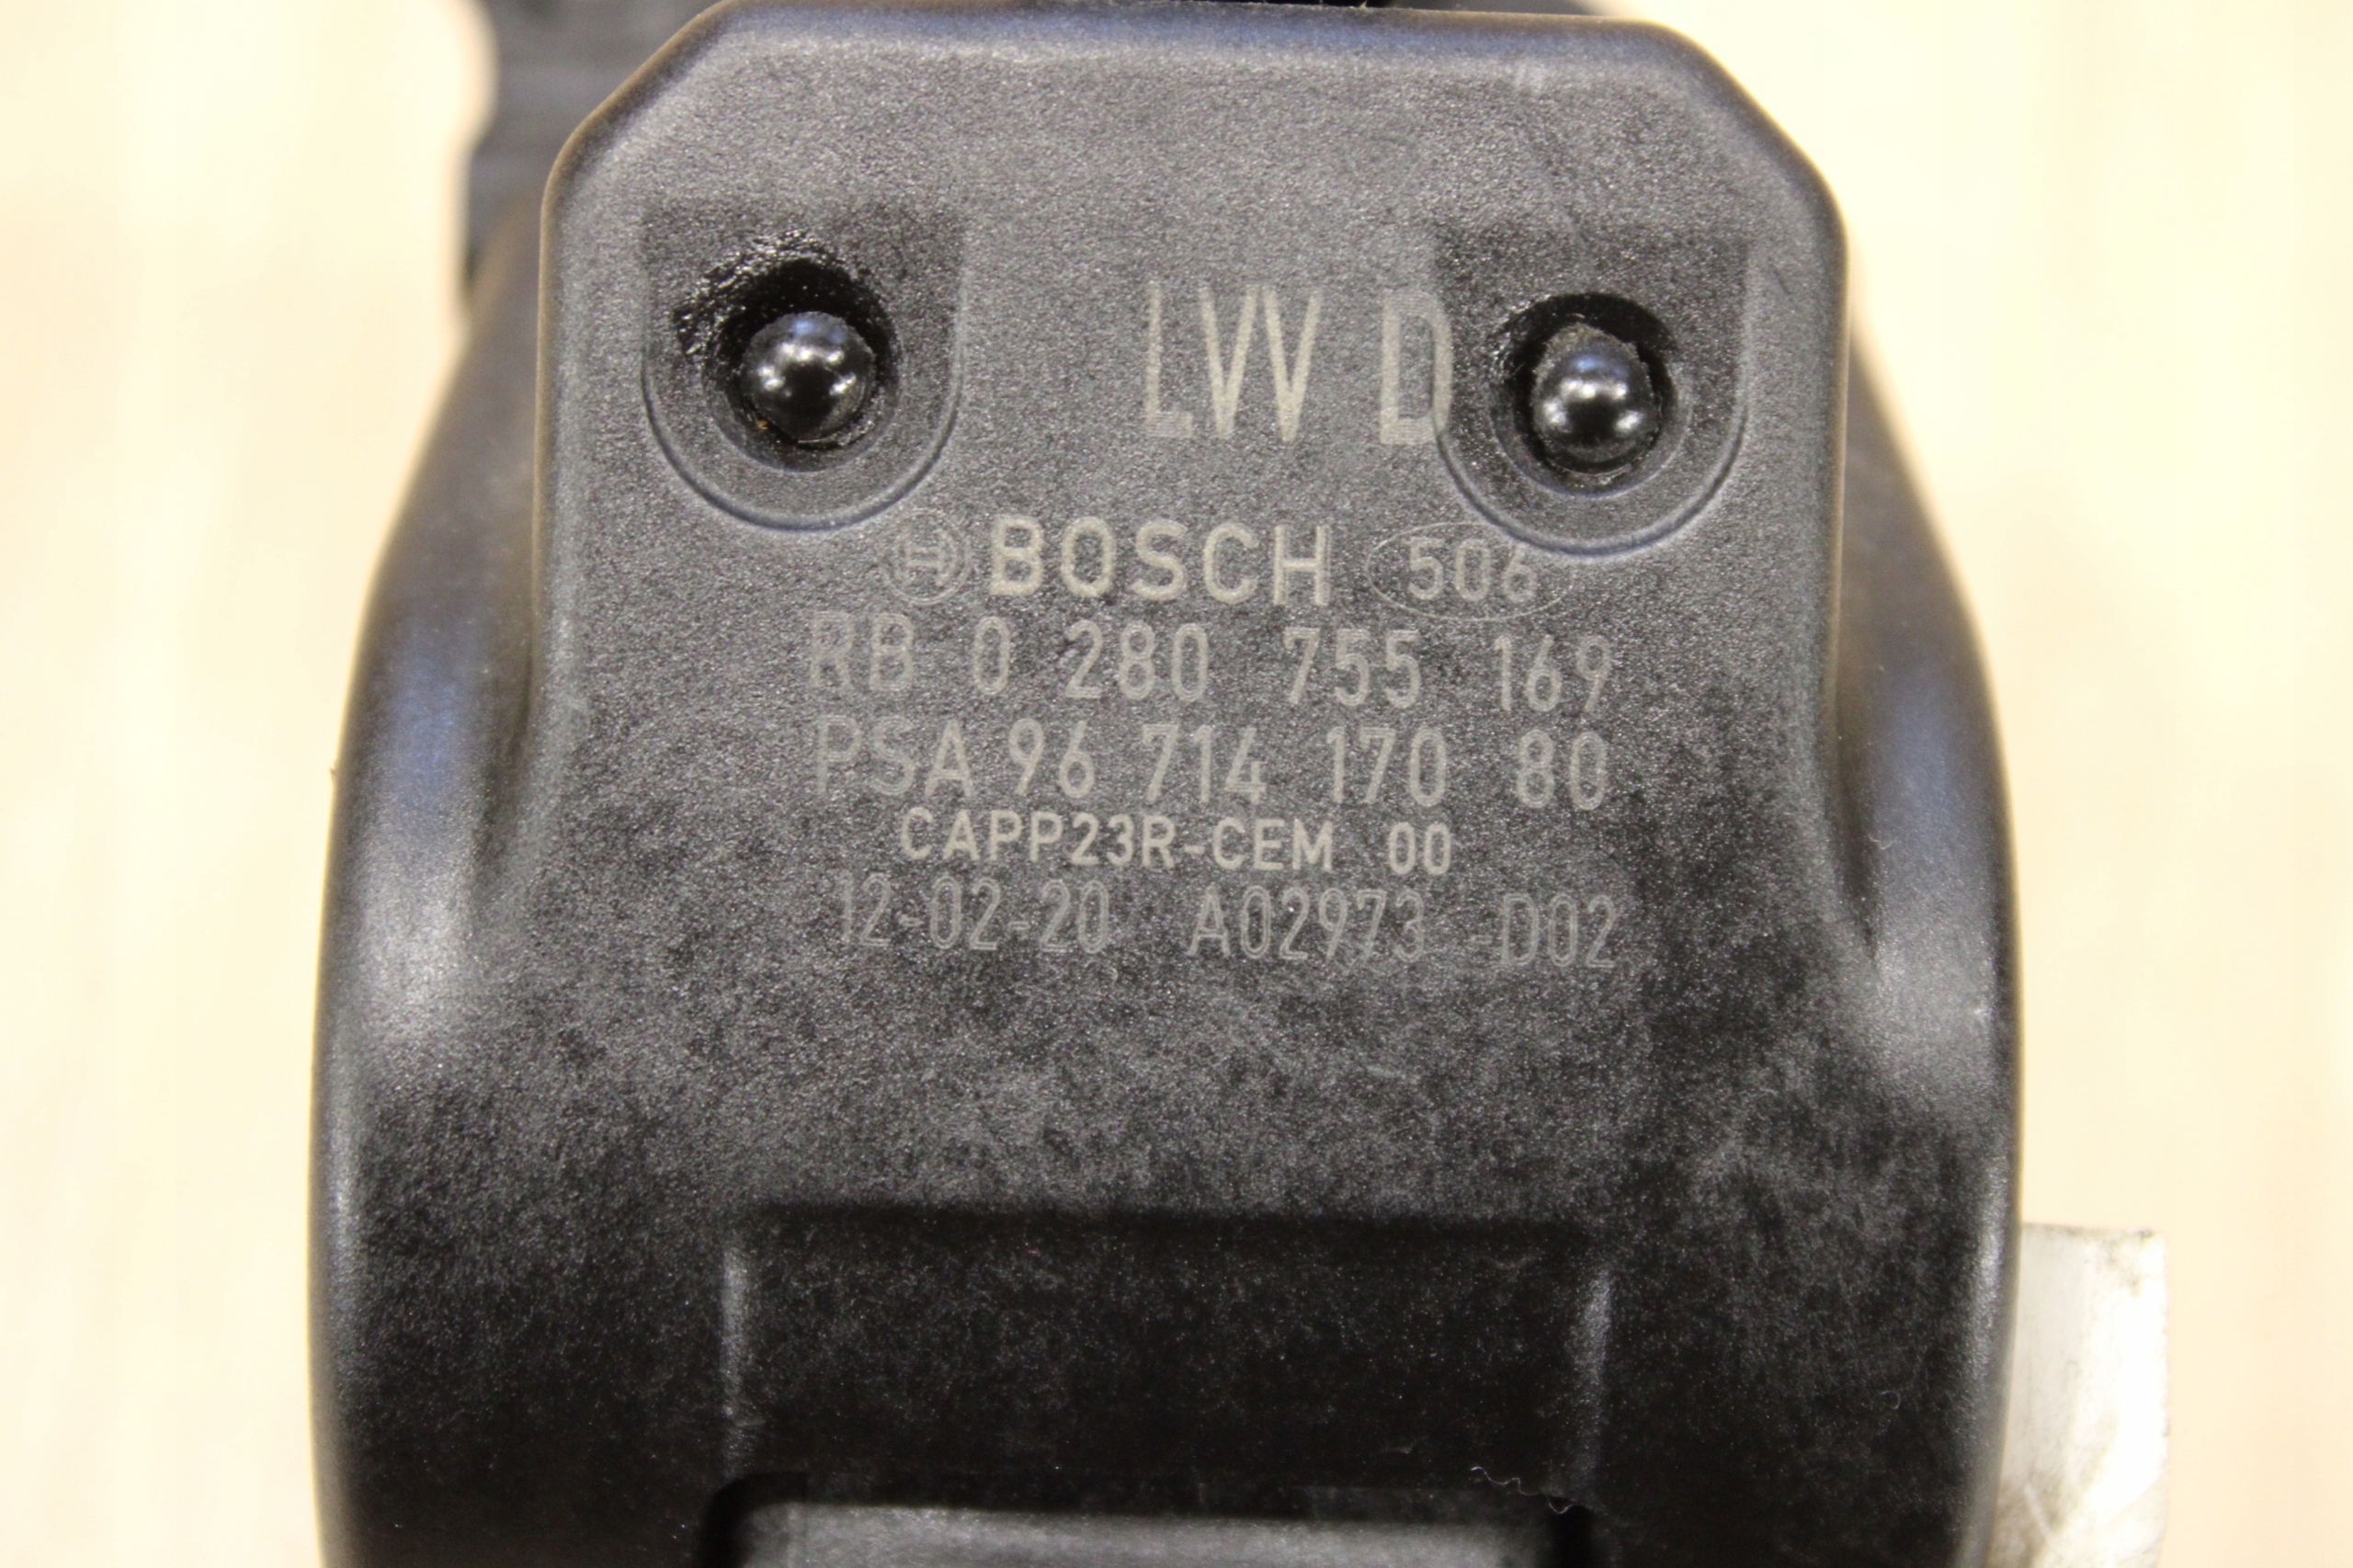 LW D
BOSCH 506
RB 0 280 755 169
PSA 96 714 170 80
CAPP23R-CEM 00
12-02-20 A02973 -D02